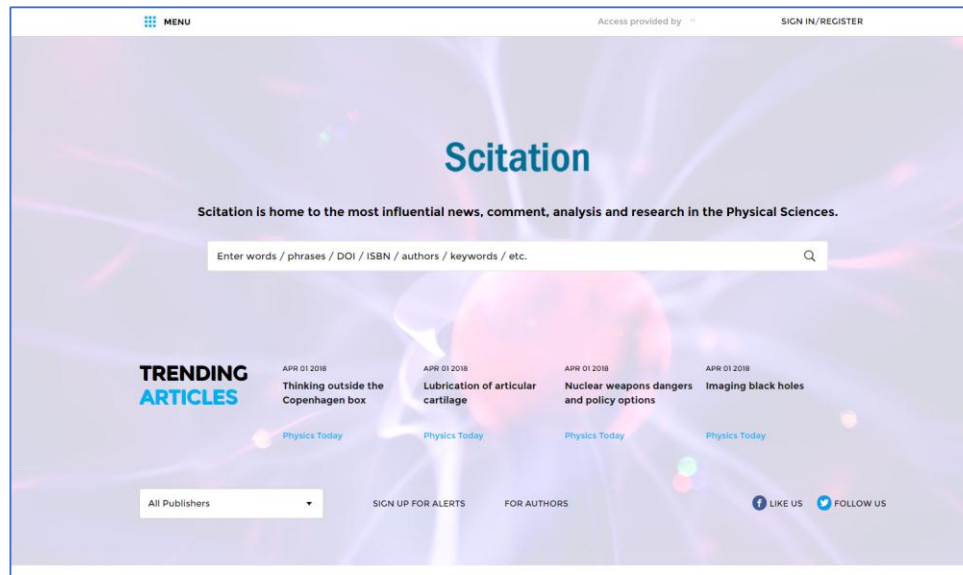 MENU
Access provided by
SIGN IN/REGISTER
Scitation
Scitation is home to the most influential news, comment, analysis and research in the Physical Sciences.
Enter words / phrases / DOI / ISBN / authors / keywords / etc.
TRENDING
ARTICLES
APR 01 2018
Thinking outside the
Copenhagen box
Physics Today
APR 01 2018
Lubrication of articular
cartilage
Physics Today
APR 01 2018
Nuclear weapons dangers
and policy options
Physics Today
APR 01 2018
Imaging black holes
Physics Today
All Publishers
SIGN UP FOR ALERTS
FOR AUTHORS
LIKE US
FOLLOW US